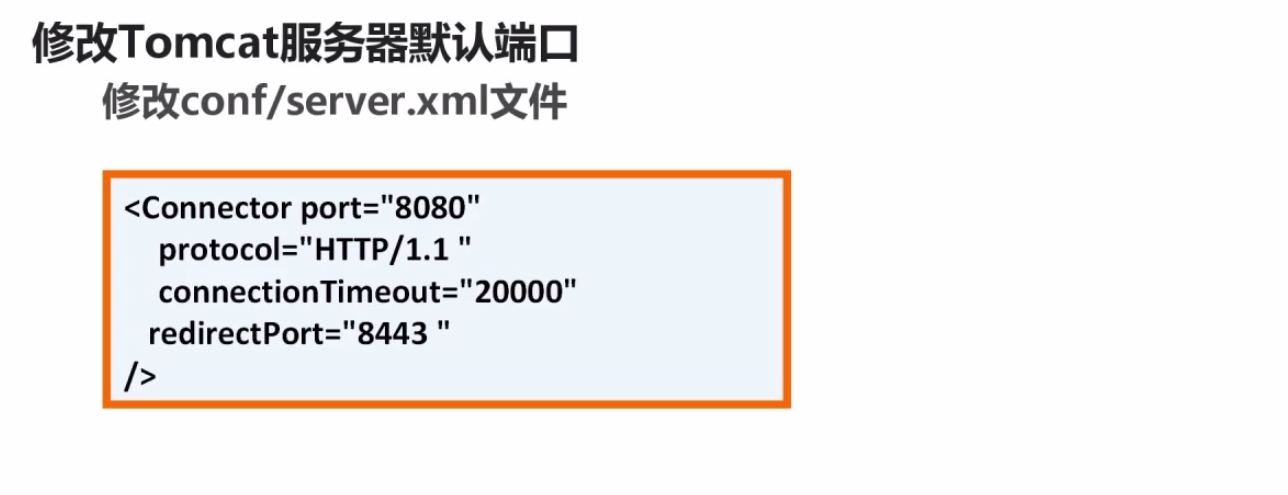 修改Tomcat服务器默认端口
修改conf/server.xml文件
<Connector port="8080"
protocol="HTTP/1.1 "
connectionTimeout="20000"
redirectPort="8443 "
/>